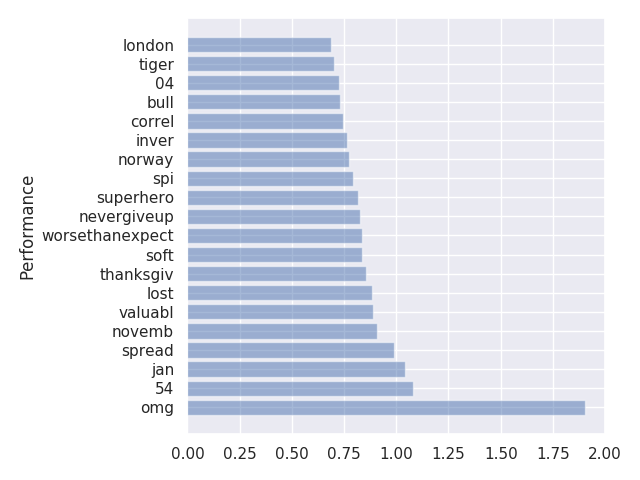 london
tiger
04
bull
correl
inver
norway
spi
superhero
nevergiveup
worsethanexpect
soft
thanksgiv
lost
valuabl
novemb
spread
jan
54
omg
Performance
0.00 0.25 0.50 0.75 1.00 1.25 1.50 1.75 2.00